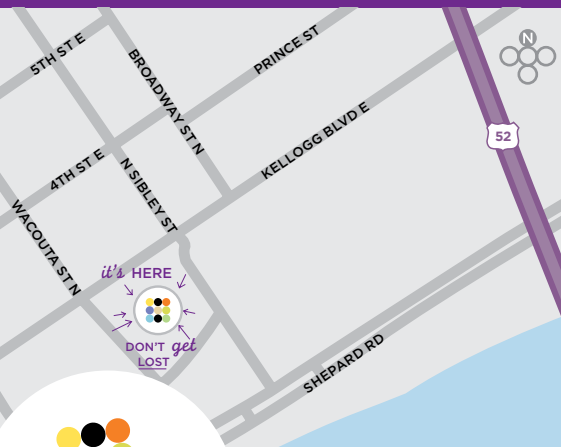 5TH ST E
BROADWAY ST N
PRINCE ST
N
52
KELLOGG BLVD E
4TH ST E
N SIBLEY ST
WACOUTA ST N
it's HERE
DON'T get
LOST
SHEPARD RD